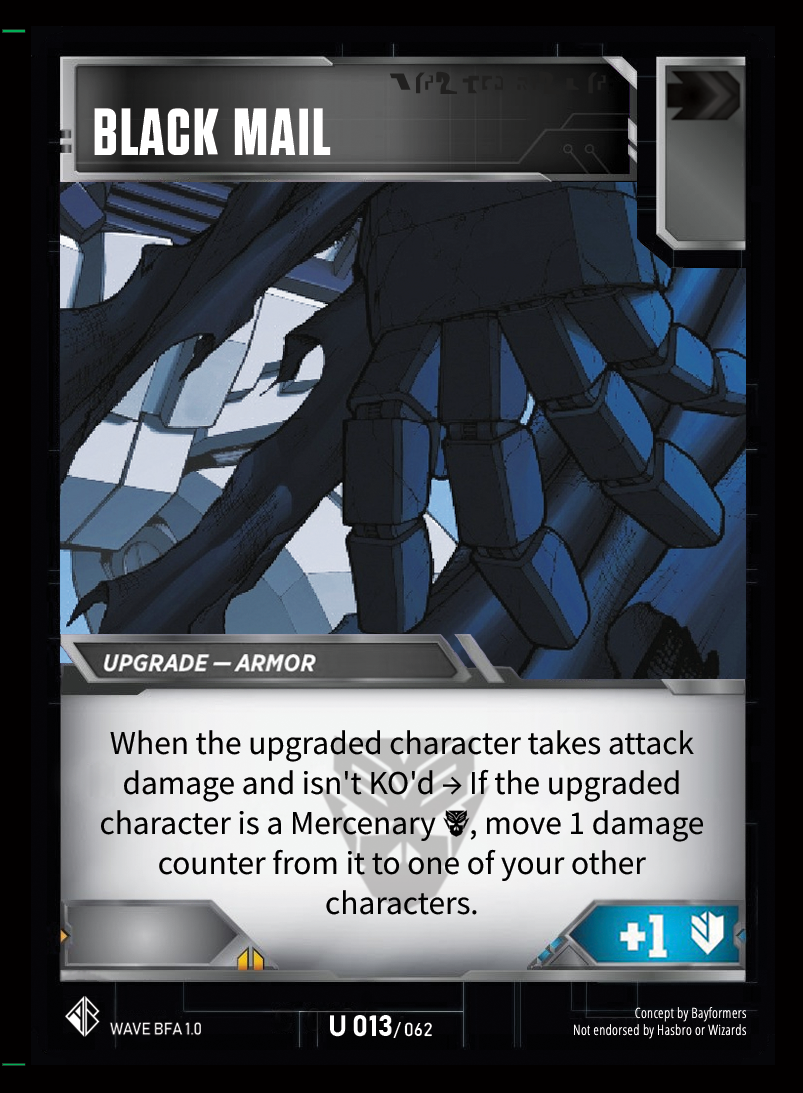 BLACK MAIL
UPGRADE — ARMOR
When the upgraded character takes attack
damage and isn't KO'd → If the upgraded
character is a Mercenary , move 1 damage
counter from it to one of your other
characters.
+1
WAVE BFA 1.0
U 013/062
Concept by Bayformers
Not endorsed by Hasbro or Wizards